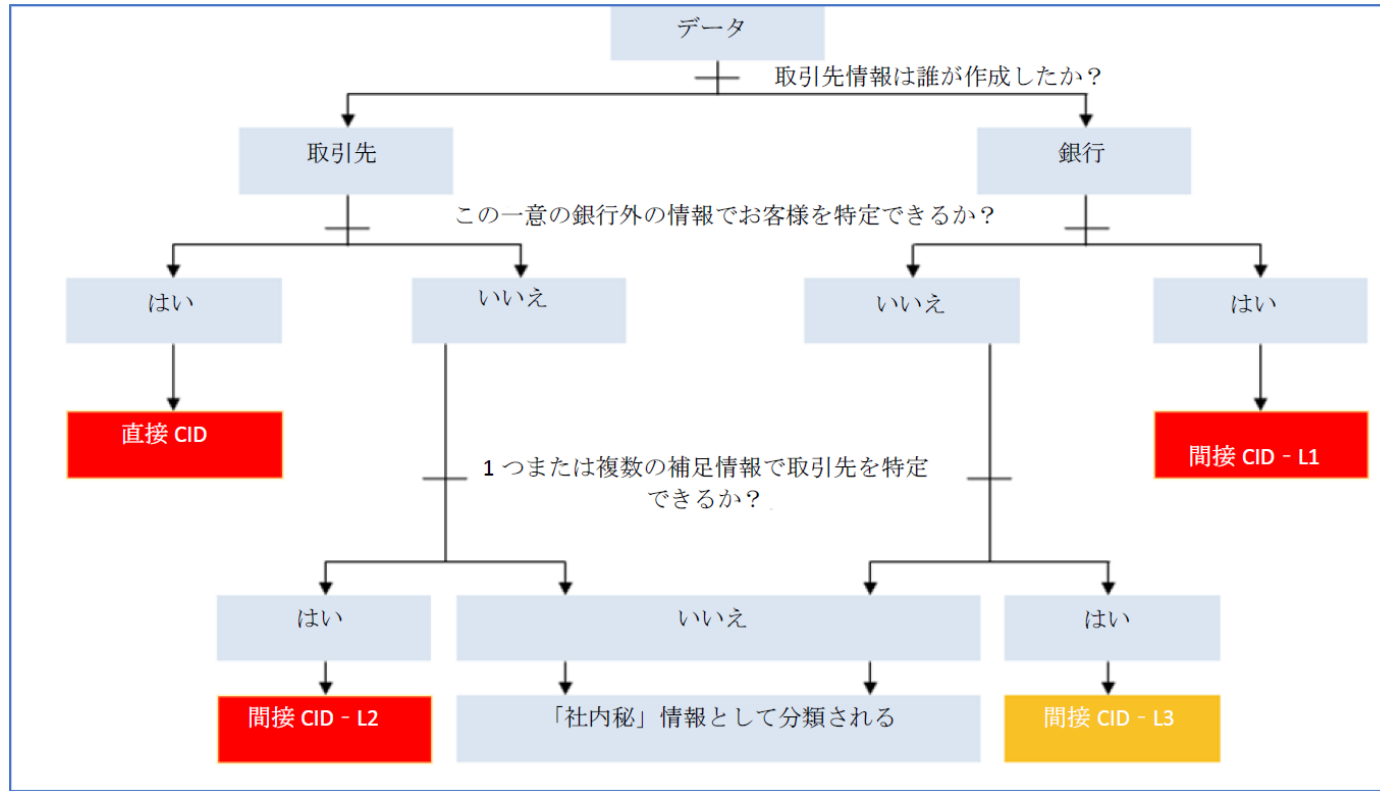 データ
取引先情報は誰が作成したか？
取引先
銀行
この一意の銀行外の情報でお客様を特定できるか？
はい
いいえ
いいえ
はい
直接 CID
間接 CID - L1
1 つまたは複数の補足情報で取引先を特定
できるか？
はい
いいえ
はい
間接 CID - L2
「社内秘」情報として分類される
間接 CID - L3